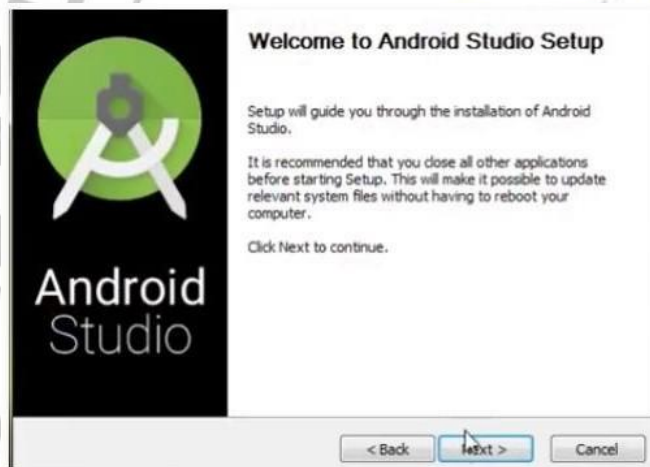 Welcome to Android Studio Setup
Setup will guide you through the installation of Android
Studio.
It is recommended that you close all other applications
before starting Setup. This will make it possible to update
relevant system files without having to reboot your
computer.
Click Next to continue.
Android
Studio
< Back
Next >
Cancel